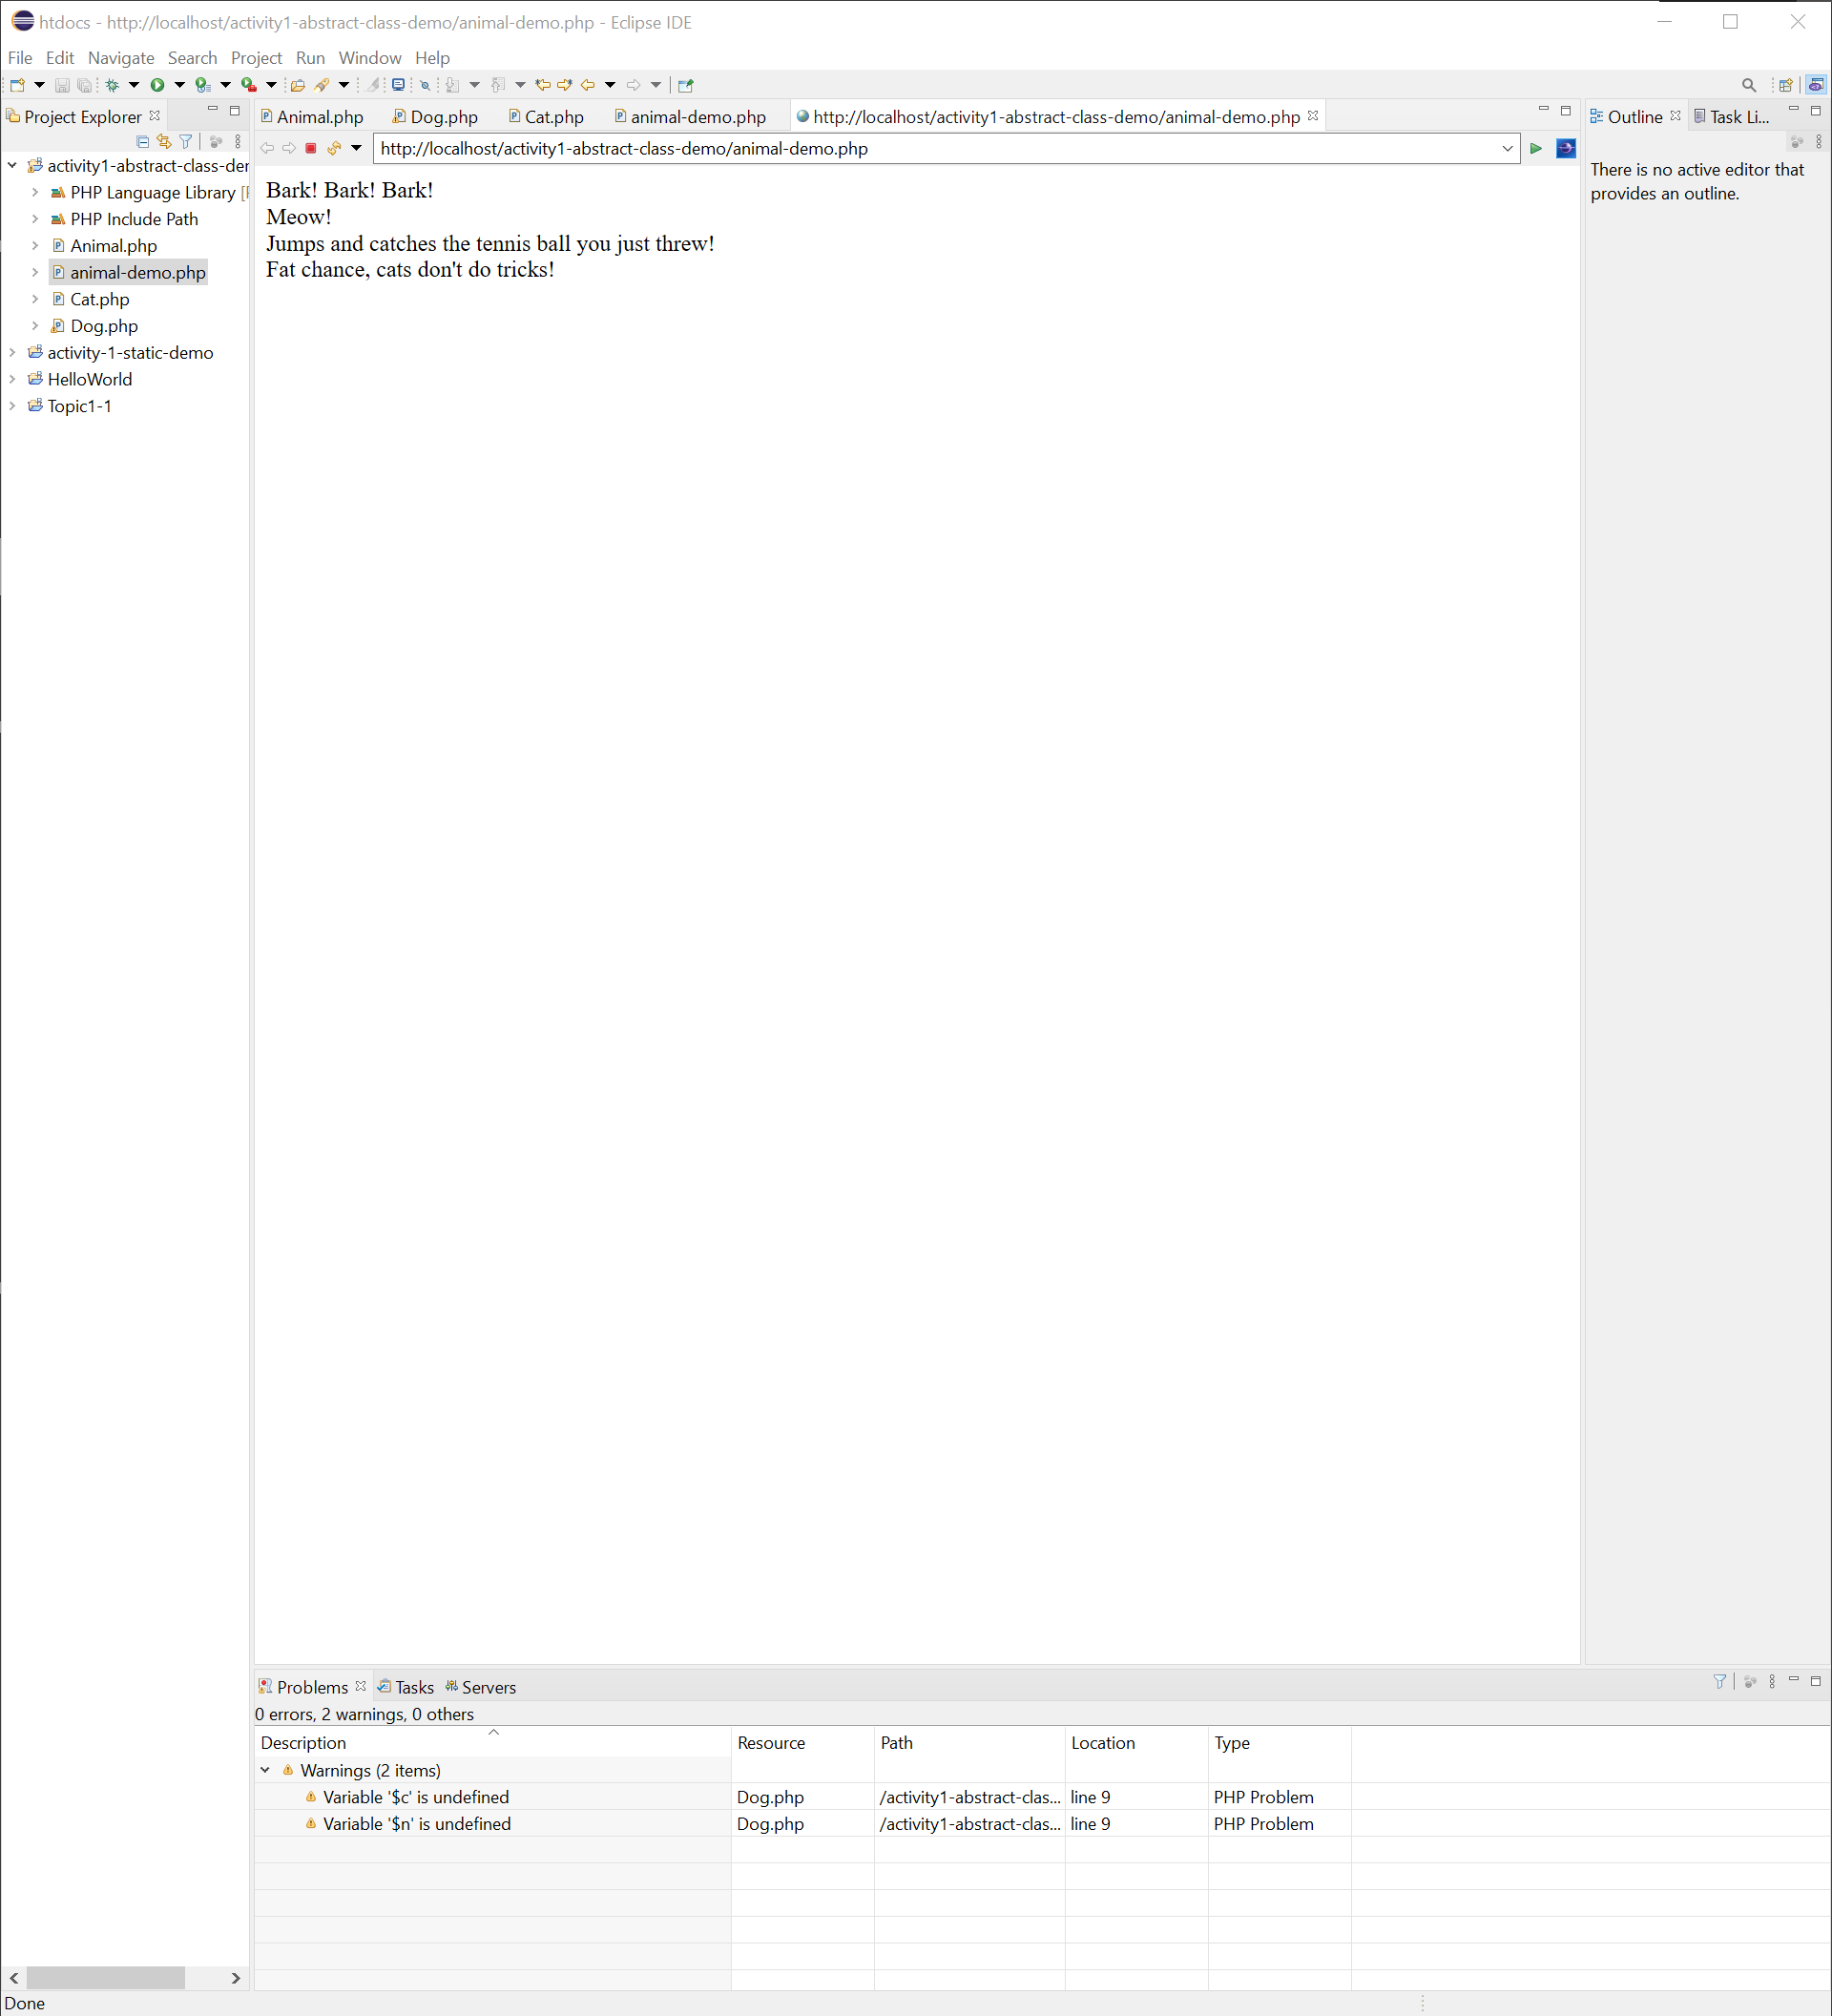 htdocs - http://localhost/activity1-abstract-class-demo/animal-demo.php - Eclipse IDE
File Edit Navigate Search Project Run Window Help
Project Explorer
Animal.php Dog.php Cat.php animal-demo.php http://localhost/activity1-abstract-class-demo/animal-demo.php
Outline Task Li...
http://localhost/activity1-abstract-class-demo/animal-demo.php
activity1-abstract-class-der
PHP Language Library
PHP Include Path
Animal.php
animal-demo.php
Cat.php
Dog.php
activity-1-static-demo
HelloWorld
Topic1-1
Bark! Bark! Bark!
Meow!
Jumps and catches the tennis ball you just threw!
Fat chance, cats don't do tricks!
There is no active editor that
provides an outline.
Problems Tasks Servers
0 errors, 2 warnings, 0 others
Description Resource Path Location Type
Warnings (2 items)
Variable '$c' is undefined Dog.php /activity1-abstract-clas... line 9 PHP Problem
Variable '$n' is undefined Dog.php /activity1-abstract-clas... line 9 PHP Problem
Done